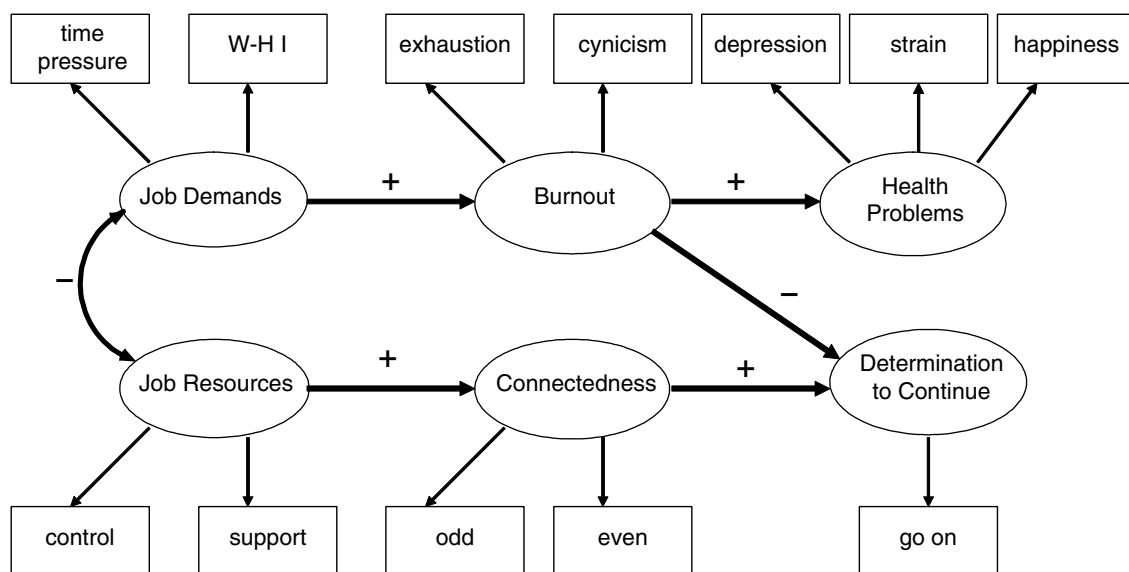 time
pressure
W-H I
exhaustion
cynicism
depression
strain
happiness
+
+
Job Demands
Burnout
Health
Problems
–
–
+
+
Job Resources
Connectedness
Determination
to Continue
control
support
odd
even
go on